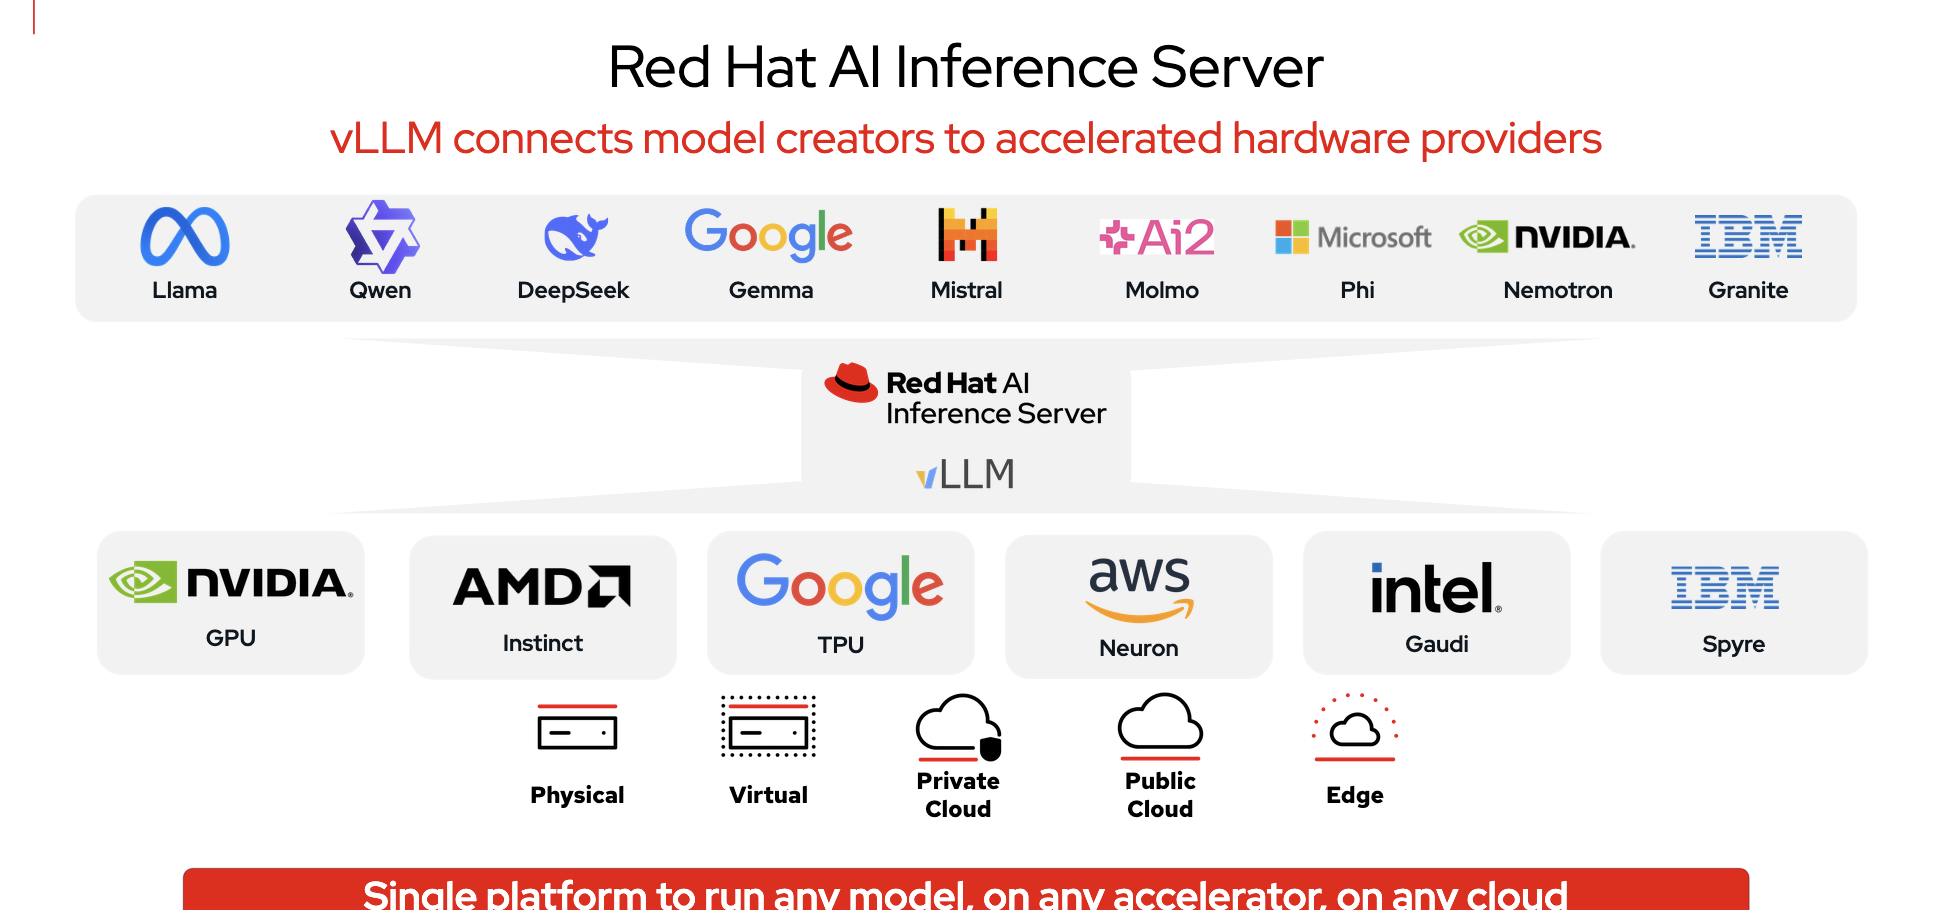 Red Hat AI Inference Server
vLLM connects model creators to accelerated hardware providers
Google Ai2 Microsoft NVIDIA. IBM
Llama Qwen DeepSeek Gemma Mistral Molmo Phi Nemotron Granite
Red Hat AI
Inference Server
vLLM
NVIDIA. AMD Google aws intel. IBM
GPU Instinct TPU Neuron Gaudi Spyre
Physical Virtual Private Cloud Public Cloud Edge
Single platform to run any model, on any accelerator, on any cloud